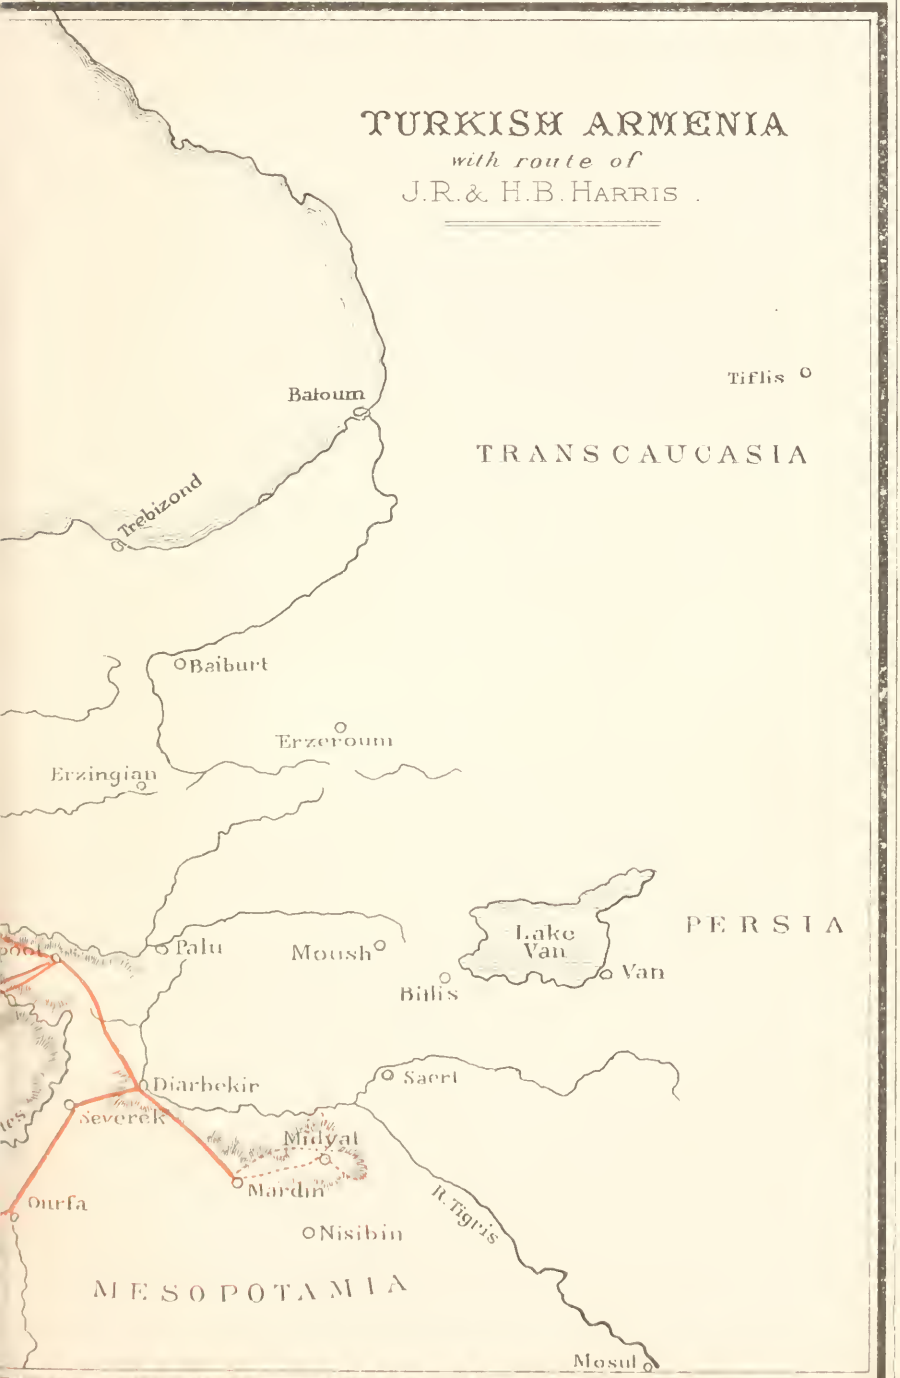 TURKISH ARMENIA
with route of
J.R. & H.B. HARRIS .
Tiflis
Batoum
TRANSCAUCASIA
Trebizond
Baiburt
Erzeroum
Erzingian
PERSIA
Lake
Van
Palu
Moush
Van
Bitlis
Saert
Diarbekir
Severek
Midyat
Mardin
Ourfa
R. Tigris
Nisibin
MESOPOTAMIA
Mosul